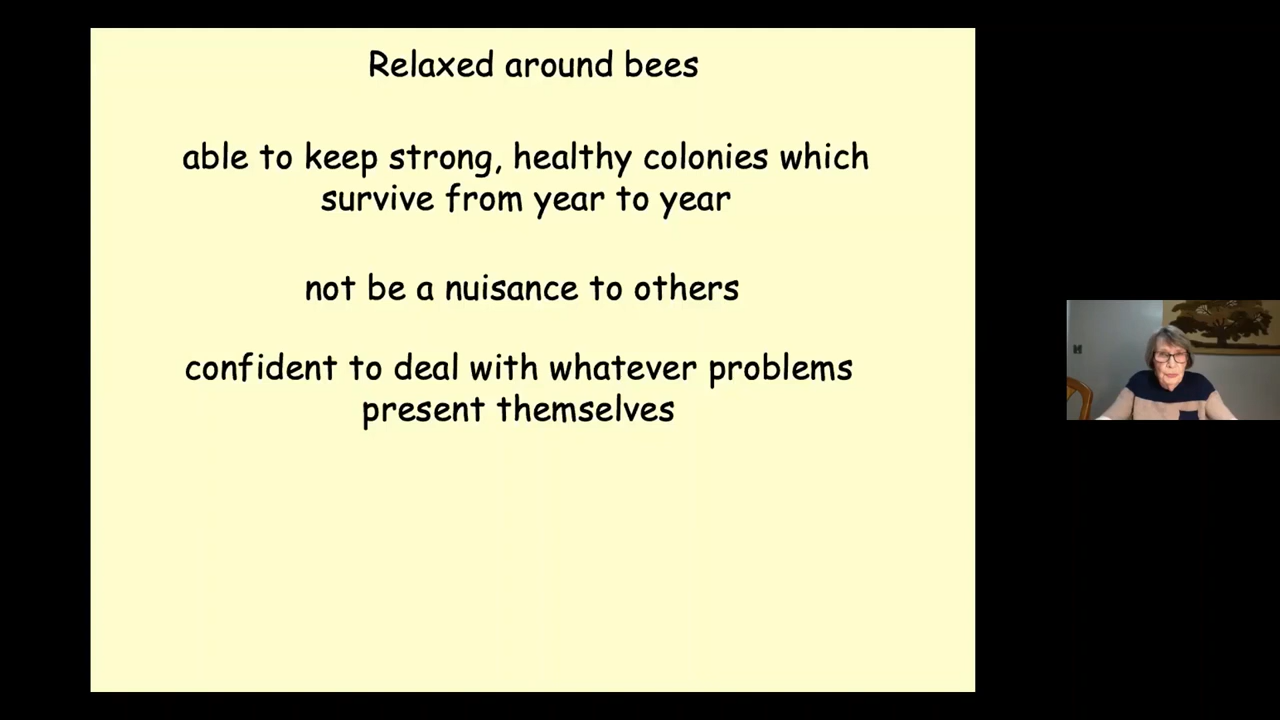 Relaxed around bees
able to keep strong, healthy colonies which
survive from year to year
not be a nuisance to others
confident to deal with whatever problems
present themselves